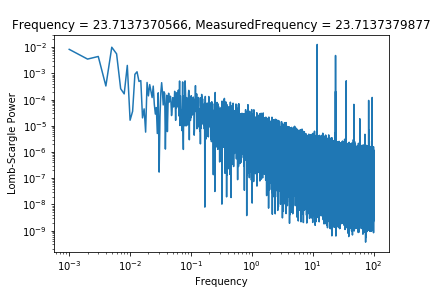 Frequency = 23.7137370566, MeasuredFrequency = 23.7137379877
Lomb-Scargle Power
10⁻²
10⁻³
10⁻⁴
10⁻⁵
10⁻⁶
10⁻⁷
10⁻⁸
10⁻⁹
10⁻³ 10⁻² 10⁻¹ 10⁰ 10¹ 10²
Frequency